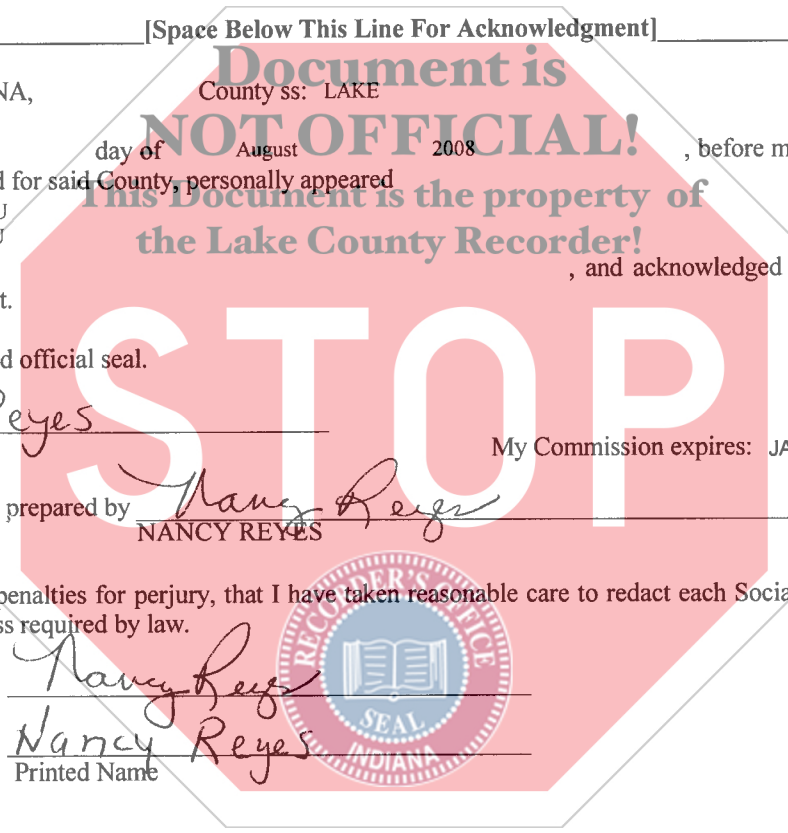 [Space Below This Line For Acknowledgment]
Document is
NA, County ss: LAKE
NOT OFFICIAL!
day of August 2008 , before m
d for said County, personally appeared
This Document is the property of
U
U
the Lake County Recorder!
, and acknowledged
t.
STOP
d official seal.
Reyes
My Commission expires: JA
prepared by Nancy Reyes
NANCY REYES
penalties for perjury, that I have taken reasonable care to redact each Socia
ss required by law.
RECORDER'S OFFICE
SEAL
INDIANA
Nancy Reyes
Nancy Reyes
Printed Name